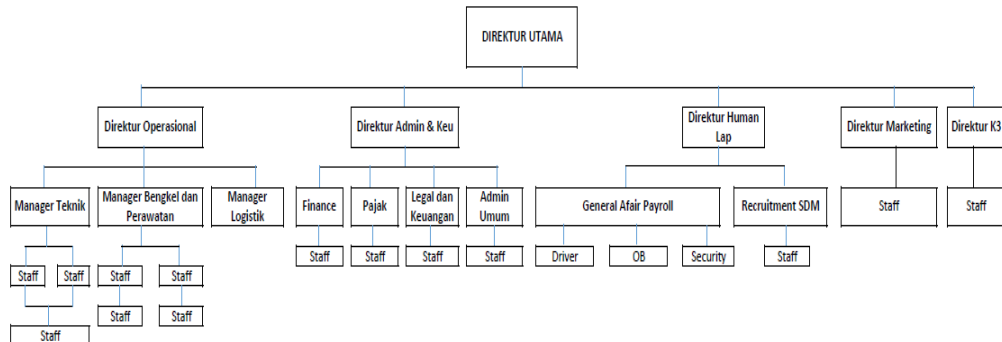 DIREKTUR UTAMA
Direktur Operasional
Direktur Admin & Keu
Direktur Human
Lap
Direktur Marketing
Direktur K3
Manager Teknik
Manager Bengkel dan
Perawatan
Manager
Logistik
Finance
Pajak
Legal dan
Keuangan
Admin
Umum
General Afair Payroll
Recruitment SDM
Staff
Staff
Staff
Staff
Staff
Staff
Driver
OB
Security
Staff
Staff
Staff
Staff
Staff
Staff
Staff
Staff